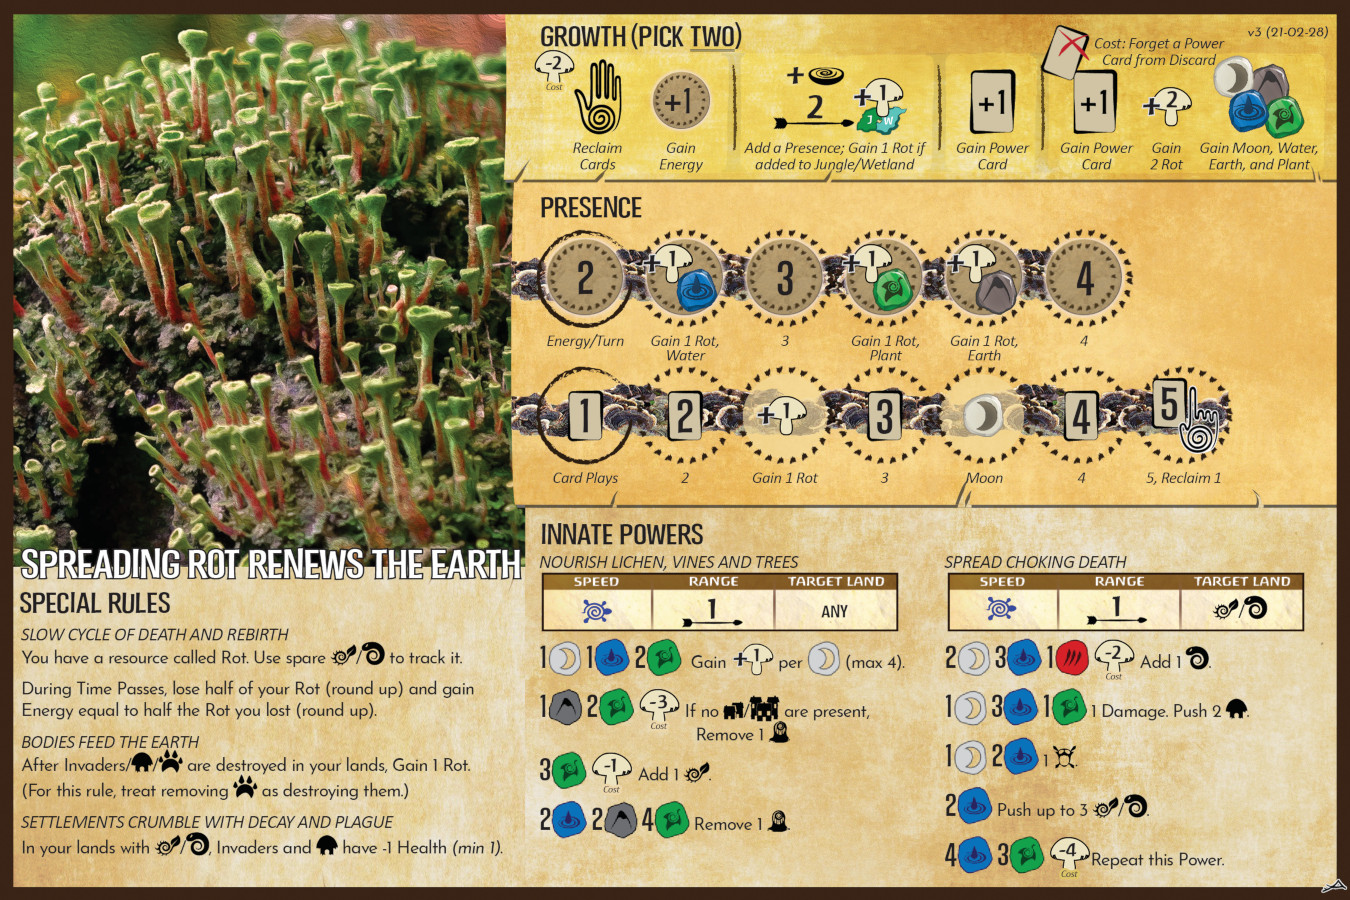 GROWTH (PICK TWO)
v3 (21-02-28)
Cost: Forget a Power
Card from Discard
-2
Cost
+1
+
2
+1
J - W
+1
+1
+2
Reclaim
Cards
Gain
Energy
Add a Presence; Gain 1 Rot if
added to Jungle/Wetland
Gain Power
Card
Gain Power
Card
Gain
2 Rot
Gain Moon, Water,
Earth, and Plant
PRESENCE
2 +1 3 +1 +1 4
Energy/Turn
Gain 1 Rot,
Water
3
Gain 1 Rot,
Plant
Gain 1 Rot,
Earth
4
1 2 +1 3 4 5
Card Plays 2 Gain 1 Rot 3 Moon 4 5, Reclaim 1
SPREADING ROT RENEWS THE EARTH
SPECIAL RULES
SLOW CYCLE OF DEATH AND REBIRTH
You have a resource called Rot. Use spare / to track it.
During Time Passes, lose half of your Rot (round up) and gain
Energy equal to half the Rot you lost (round up).
BODIES FEED THE EARTH
After Invaders/ / are destroyed in your lands, Gain 1 Rot.
(For this rule, treat removing as destroying them.)
SETTLEMENTS CRUMBLE WITH DECAY AND PLAGUE
In your lands with / , Invaders and have -1 Health (min 1).
INNATE POWERS
NOURISH LICHEN, VINES AND TREES
SPEED RANGE TARGET LAND
1 ANY
1 1 2 Gain +1 per (max 4).
1 2 -3 If no / are present,
Cost
Remove 1
3 -1 Add 1 .
Cost
2 2 4 Remove 1 .
SPREAD CHOKING DEATH
SPEED RANGE TARGET LAND
1 /
2 3 1 -2 Add 1 .
Cost
1 3 1 1 Damage. Push 2 .
1 2 1 .
2 Push up to 3 / .
4 3 -4 Repeat this Power.
Cost